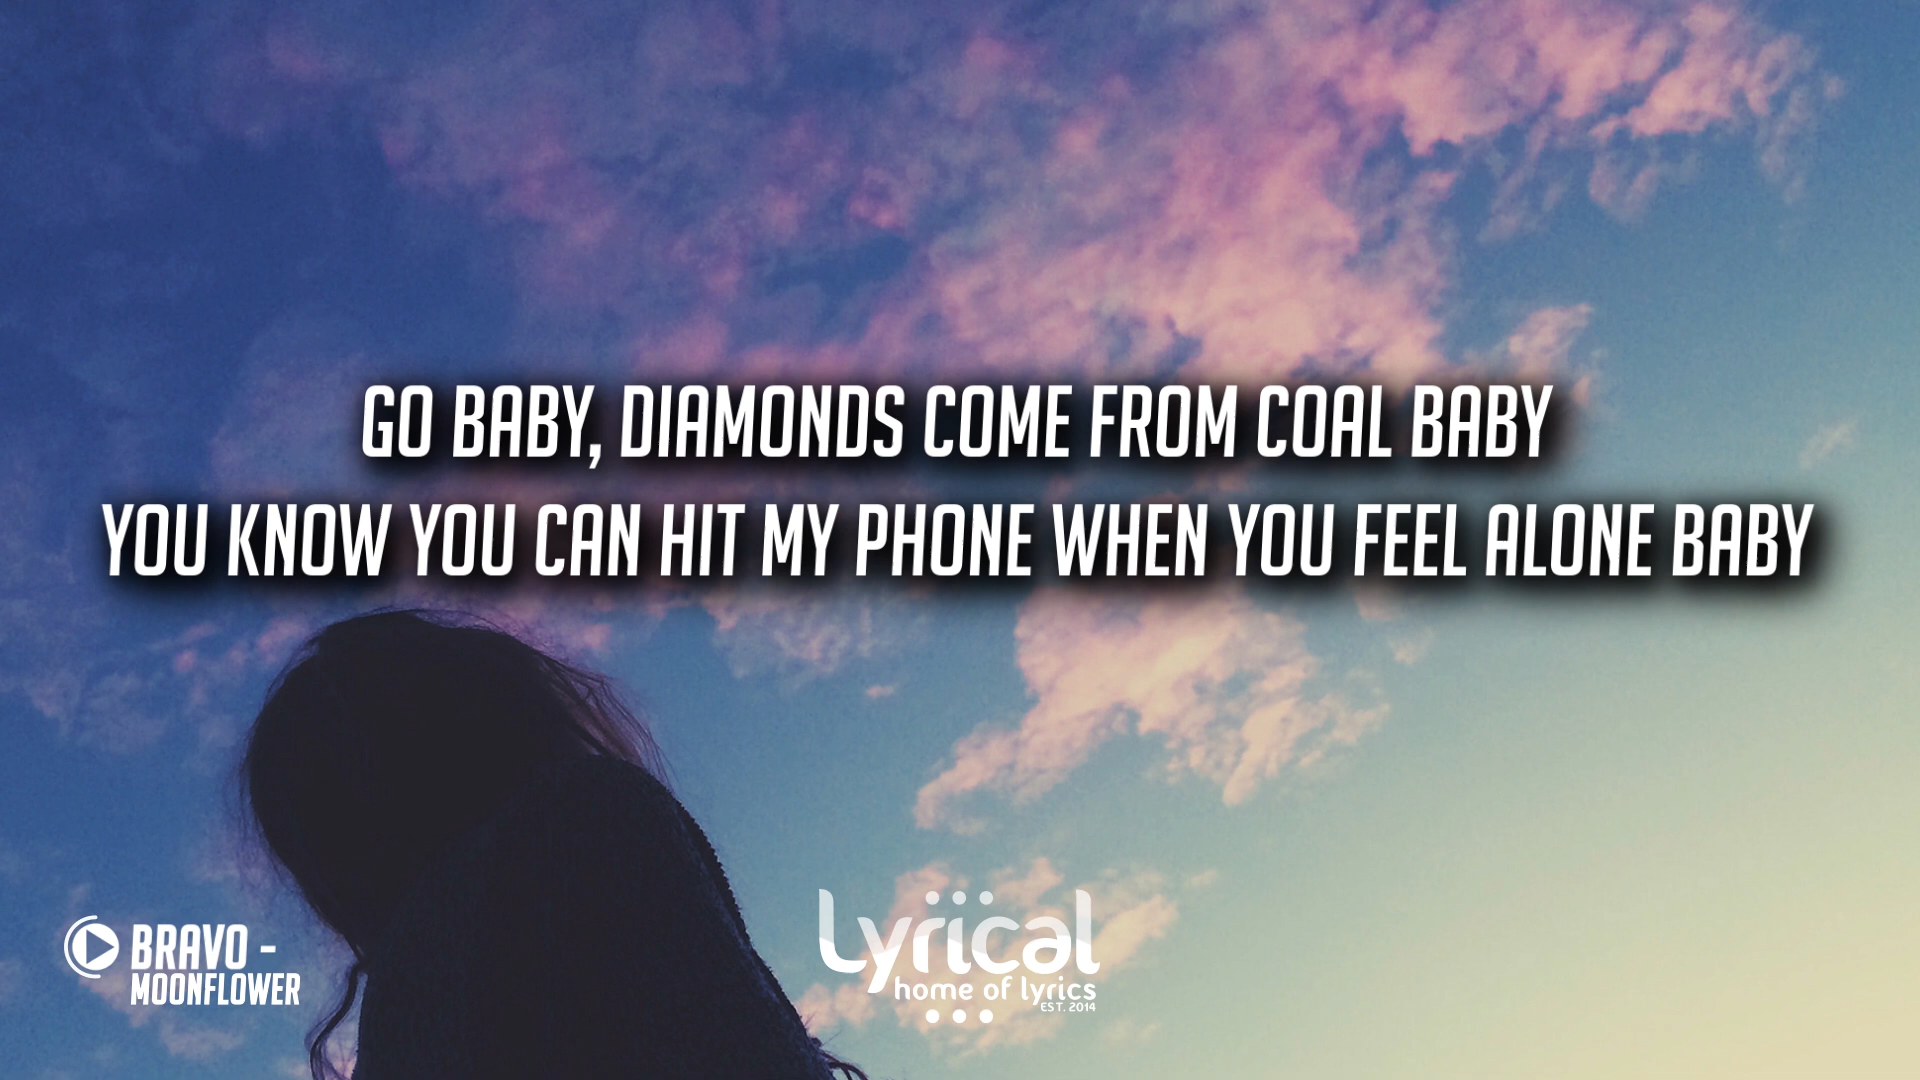 GO BABY, DIAMONDS COME FROM COAL BABY
YOU KNOW YOU CAN HIT MY PHONE WHEN YOU FEEL ALONE BABY
BRAVO -
MOONFLOWER
Lyrical
home of lyrics
EST. 2014